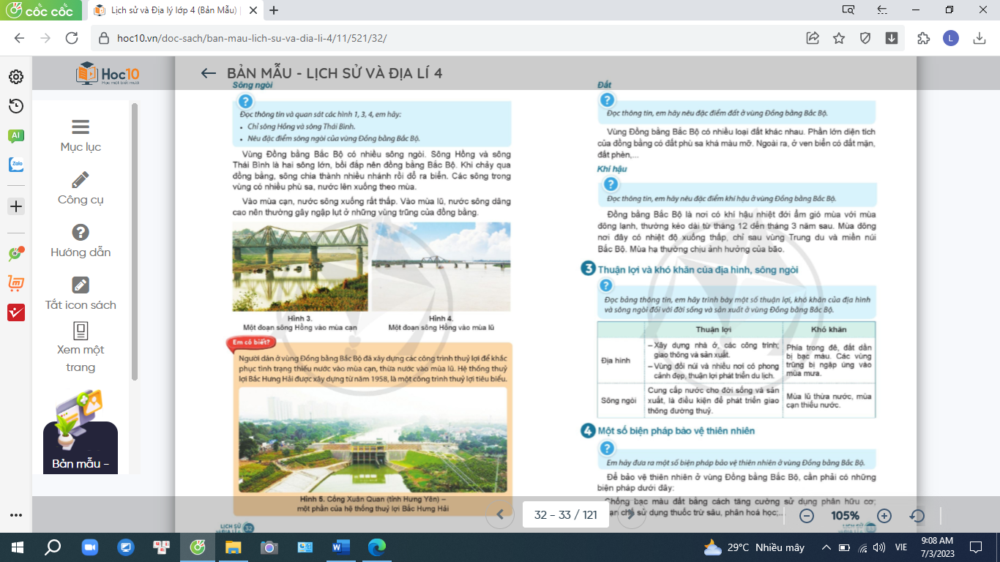 cốc cốc
Lịch sử và Địa lý lớp 4 (Bản Mẫu)
hoc10.vn/doc-sach/ban-mau-lich-su-va-dia-li-4/11/521/32/
L
AI
Zalo
Hoc10
Học một biết mười
BẢN MẪU - LỊCH SỬ VÀ ĐỊA LÍ 4
Mục lục
Công cụ
Hướng dẫn
Tắt icon sách
Xem một
trang
Bản mẫu –
Sông ngòi
?
Đọc thông tin và quan sát các hình 1, 3, 4, em hãy:
• Chỉ sông Hồng và sông Thái Bình.
• Nêu đặc điểm sông ngòi của vùng Đồng bằng Bắc Bộ.
Vùng Đồng bằng Bắc Bộ có nhiều sông ngòi. Sông Hồng và sông
Thái Bình là hai sông lớn, bồi đắp nên đồng bằng Bắc Bộ. Khi chảy qua
đồng bằng, sông chia thành nhiều nhánh rồi đổ ra biển. Các sông trong
vùng có nhiều phù sa, nước lên xuống theo mùa.
Vào mùa cạn, nước sông xuống rất thấp. Vào mùa lũ, nước sông dâng
cao nên thường gây ngập lụt ở những vùng trũng của đồng bằng.
Hình 3.
Một đoạn sông Hồng vào mùa cạn
Hình 4.
Một đoạn sông Hồng vào mùa lũ
Em có biết?
Người dân ở vùng Đồng bằng Bắc Bộ đã xây dựng các công trình thuỷ lợi để khắc
phục tình trạng thiếu nước vào mùa cạn, thừa nước vào mùa lũ. Hệ thống thuỷ
lợi Bắc Hưng Hải được xây dựng từ năm 1958, là một công trình thuỷ lợi tiêu biểu.
Hình 5. Cống Xuân Quan (tỉnh Hưng Yên) –
một phần của hệ thống thuỷ lợi Bắc Hưng Hải
LỊCH SỬ
VÀ ĐỊA LÍ 4
32
Đất
?
Đọc thông tin, em hãy nêu đặc điểm đất ở vùng Đồng bằng Bắc Bộ.
Vùng Đồng bằng Bắc Bộ có nhiều loại đất khác nhau. Phần lớn diện tích
của đồng bằng có đất phù sa khá màu mỡ. Ngoài ra, ở ven biển có đất mặn,
đất phèn,...
Khí hậu
?
Đọc thông tin, em hãy nêu đặc điểm khí hậu ở vùng Đồng bằng Bắc Bộ.
Đồng bằng Bắc Bộ là nơi có khí hậu nhiệt đới ẩm gió mùa với mùa
đông lạnh, thường kéo dài từ tháng 12 đến tháng 3 năm sau. Mùa đông
nơi đây có nhiệt độ xuống thấp, chỉ sau vùng Trung du và miền núi
Bắc Bộ. Mùa hạ thường chịu ảnh hưởng của bão.
3 Thuận lợi và khó khăn của địa hình, sông ngòi
?
Đọc bảng thông tin, em hãy trình bày một số thuận lợi, khó khăn của địa hình
và sông ngòi đối với đời sống và sản xuất ở vùng Đồng bằng Bắc Bộ.
Thuận lợi
Khó khăn
Địa hình
– Xây dựng nhà ở, các công trình;
giao thông và sản xuất.
– Vùng đồi núi và nhiều nơi có phong
cảnh đẹp, thuận lợi phát triển du lịch.
Phía trong đê, đất dần
bị bạc màu. Các vùng
trũng bị ngập úng vào
mùa mưa.
Sông ngòi
Cung cấp nước cho đời sống và sản
xuất, là điều kiện để phát triển giao
thông đường thuỷ.
Mùa lũ thừa nước, mùa
cạn thiếu nước.
4 Một số biện pháp bảo vệ thiên nhiên
?
Em hãy đưa ra một số biện pháp bảo vệ thiên nhiên ở vùng Đồng bằng Bắc Bộ.
Để bảo vệ thiên nhiên ở vùng Đồng bằng Bắc Bộ, cần phải có những
biện pháp dưới đây:
Chống bạc màu đất bằng cách tăng cường sử dụng phân hữu cơ;
chế sử dụng thuốc trừ sâu, phân hoá học;...
32 – 33 / 121
105%
29°C Nhiều mây
VIE
9:08 AM
7/3/2023